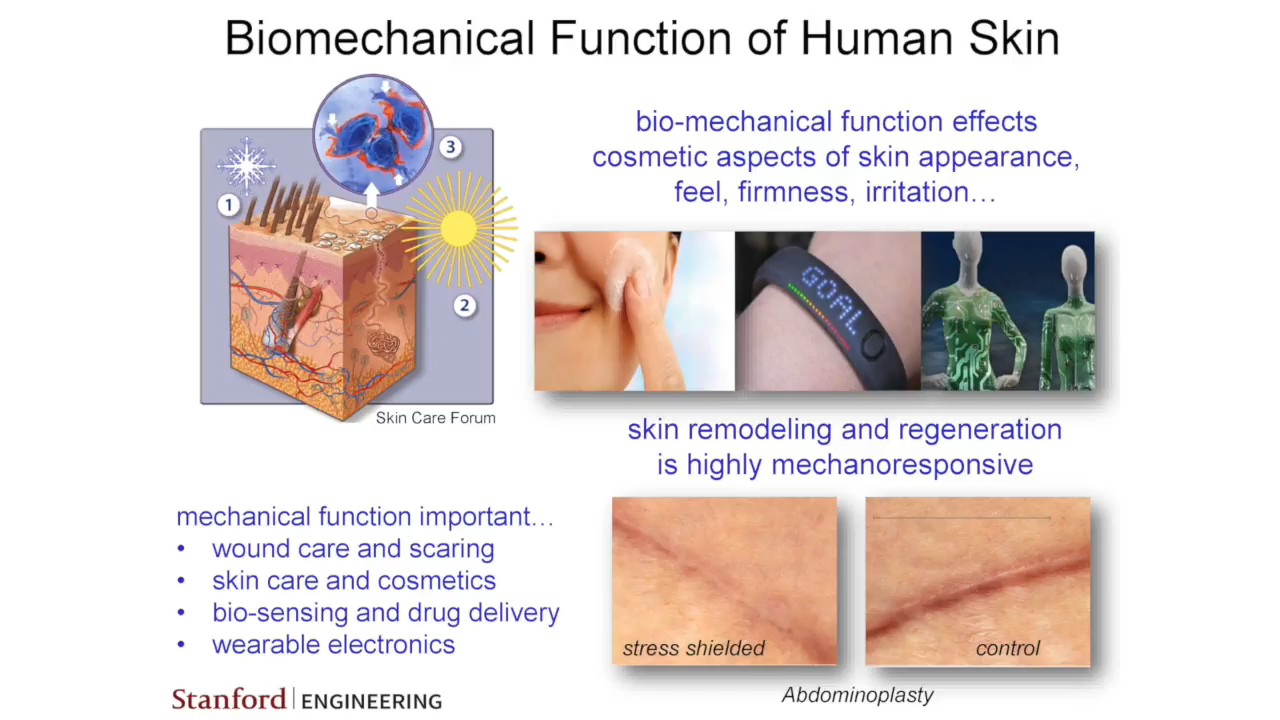 Biomechanical Function of Human Skin
3
1
2
Skin Care Forum
bio-mechanical function effects
cosmetic aspects of skin appearance,
feel, firmness, irritation…
GOAL
skin remodeling and regeneration
is highly mechanoresponsive
mechanical function important…
• wound care and scaring
• skin care and cosmetics
• bio-sensing and drug delivery
• wearable electronics
stress shielded
control
Abdominoplasty
Stanford | ENGINEERING